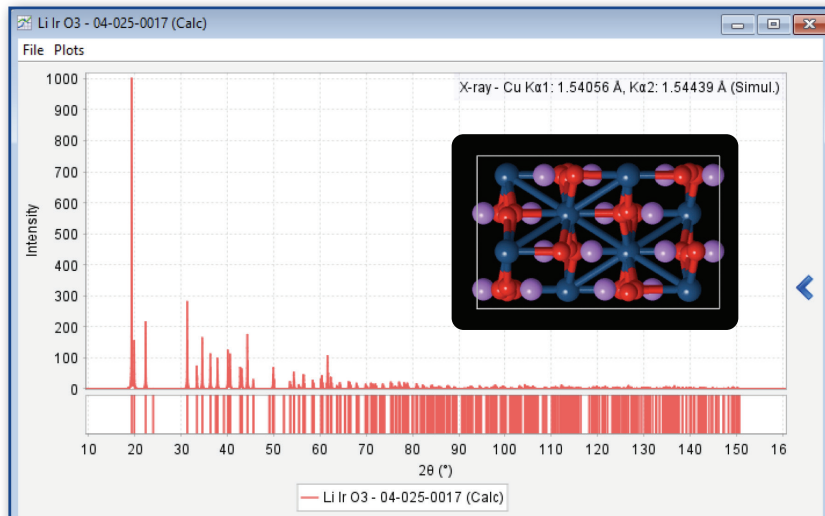 Li Ir O3 - 04-025-0017 (Calc)
File Plots
X-ray - Cu Kα1: 1.54056 Å, Kα2: 1.54439 Å (Simul.)
1000
900
800
700
600
500
400
300
200
100
0
Intensity
10 20 30 40 50 60 70 80 90 100 110 120 130 140 150 16
2θ (°)
Li Ir O3 - 04-025-0017 (Calc)